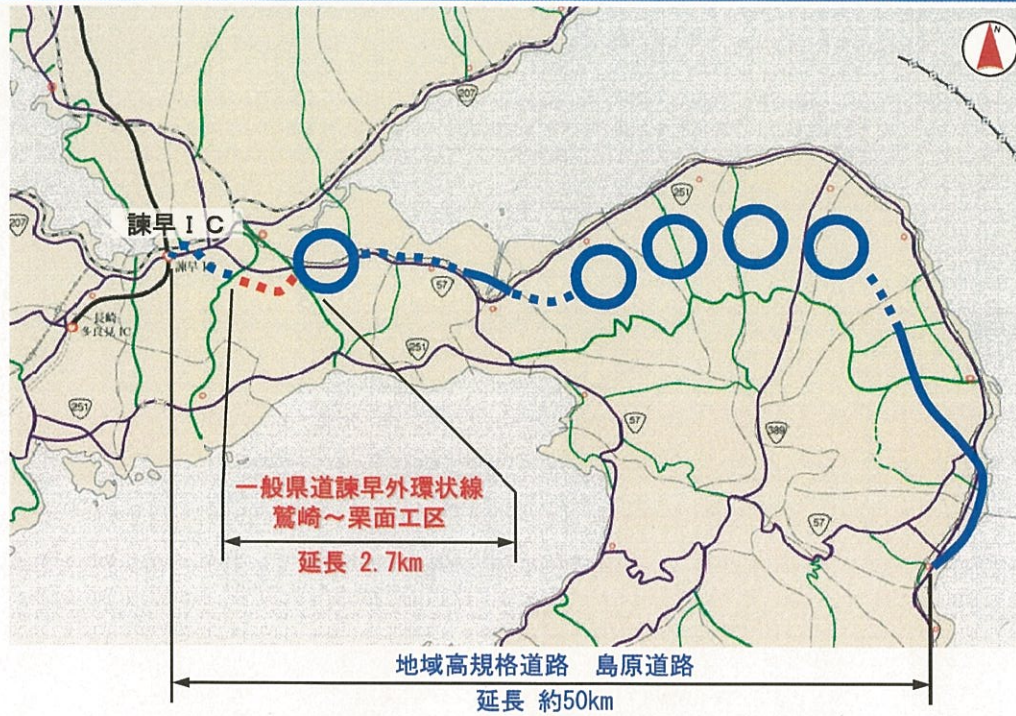 N
207
207
諫早ＩＣ
251
57
長崎
多良見IC
251
251
57
389
57
一般県道諫早外環状線
鷲崎～栗面工区
延長 2.7km
地域高規格道路 島原道路
延長 約50km